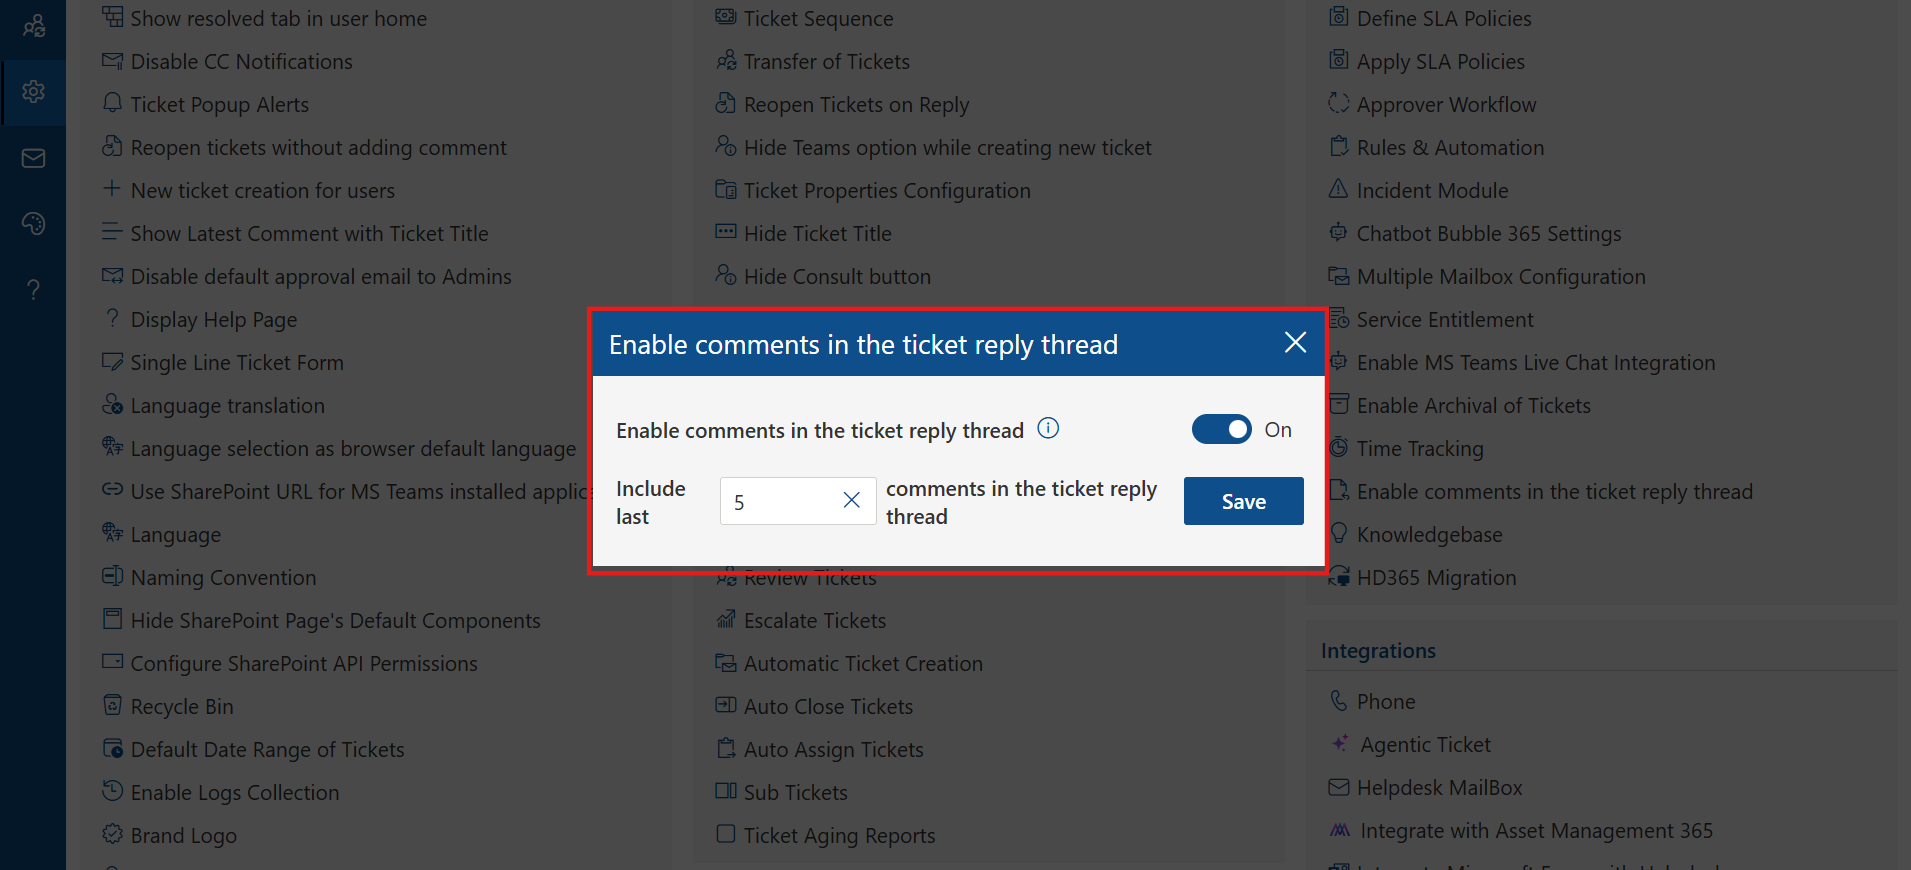 Show resolved tab in user home
Disable CC Notifications
Ticket Popup Alerts
Reopen tickets without adding comment
New ticket creation for users
Show Latest Comment with Ticket Title
Disable default approval email to Admins
Display Help Page
Single Line Ticket Form
Language translation
Language selection as browser default language
Use SharePoint URL for MS Teams installed applic
Language
Naming Convention
Hide SharePoint Page's Default Components
Configure SharePoint API Permissions
Recycle Bin
Default Date Range of Tickets
Enable Logs Collection
Brand Logo
Ticket Sequence
Transfer of Tickets
Reopen Tickets on Reply
Hide Teams option while creating new ticket
Ticket Properties Configuration
Hide Ticket Title
Hide Consult button
Enable comments in the ticket reply thread
Enable comments in the ticket reply thread
On
Include last
5
comments in the ticket reply thread
Save
Review Tickets
Escalate Tickets
Automatic Ticket Creation
Auto Close Tickets
Auto Assign Tickets
Sub Tickets
Ticket Aging Reports
Define SLA Policies
Apply SLA Policies
Approver Workflow
Rules & Automation
Incident Module
Chatbot Bubble 365 Settings
Multiple Mailbox Configuration
Service Entitlement
Enable MS Teams Live Chat Integration
Enable Archival of Tickets
Time Tracking
Enable comments in the ticket reply thread
Knowledgebase
HD365 Migration
Integrations
Phone
Agentic Ticket
Helpdesk MailBox
Integrate with Asset Management 365